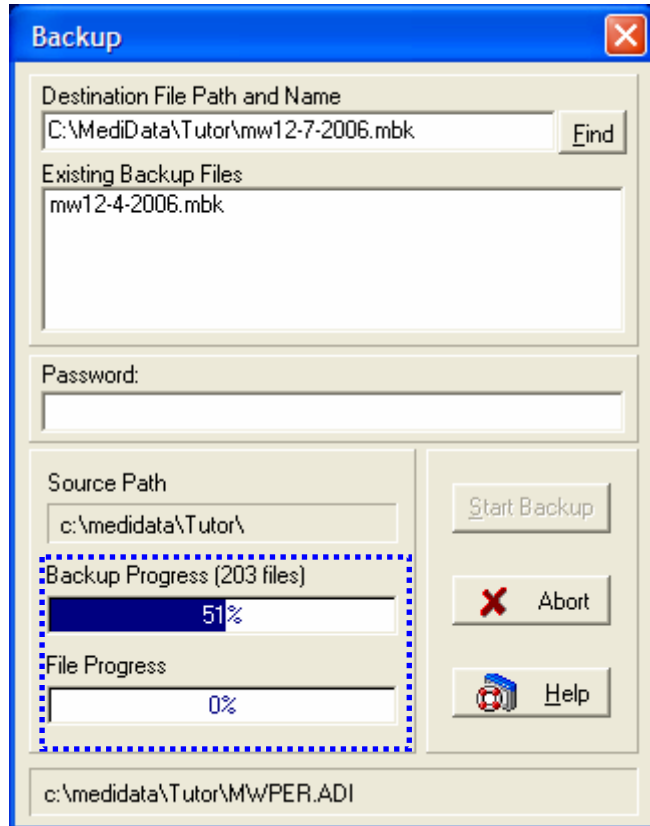 Backup
Destination File Path and Name
C:\MediData\Tutor\mw12-7-2006.mbk
Find
Existing Backup Files
mw12-4-2006.mbk
Password:
Source Path
c:\medidata\Tutor\
Start Backup
Backup Progress (203 files)
51%
Abort
File Progress
0%
Help
c:\medidata\Tutor\MWPER.ADI